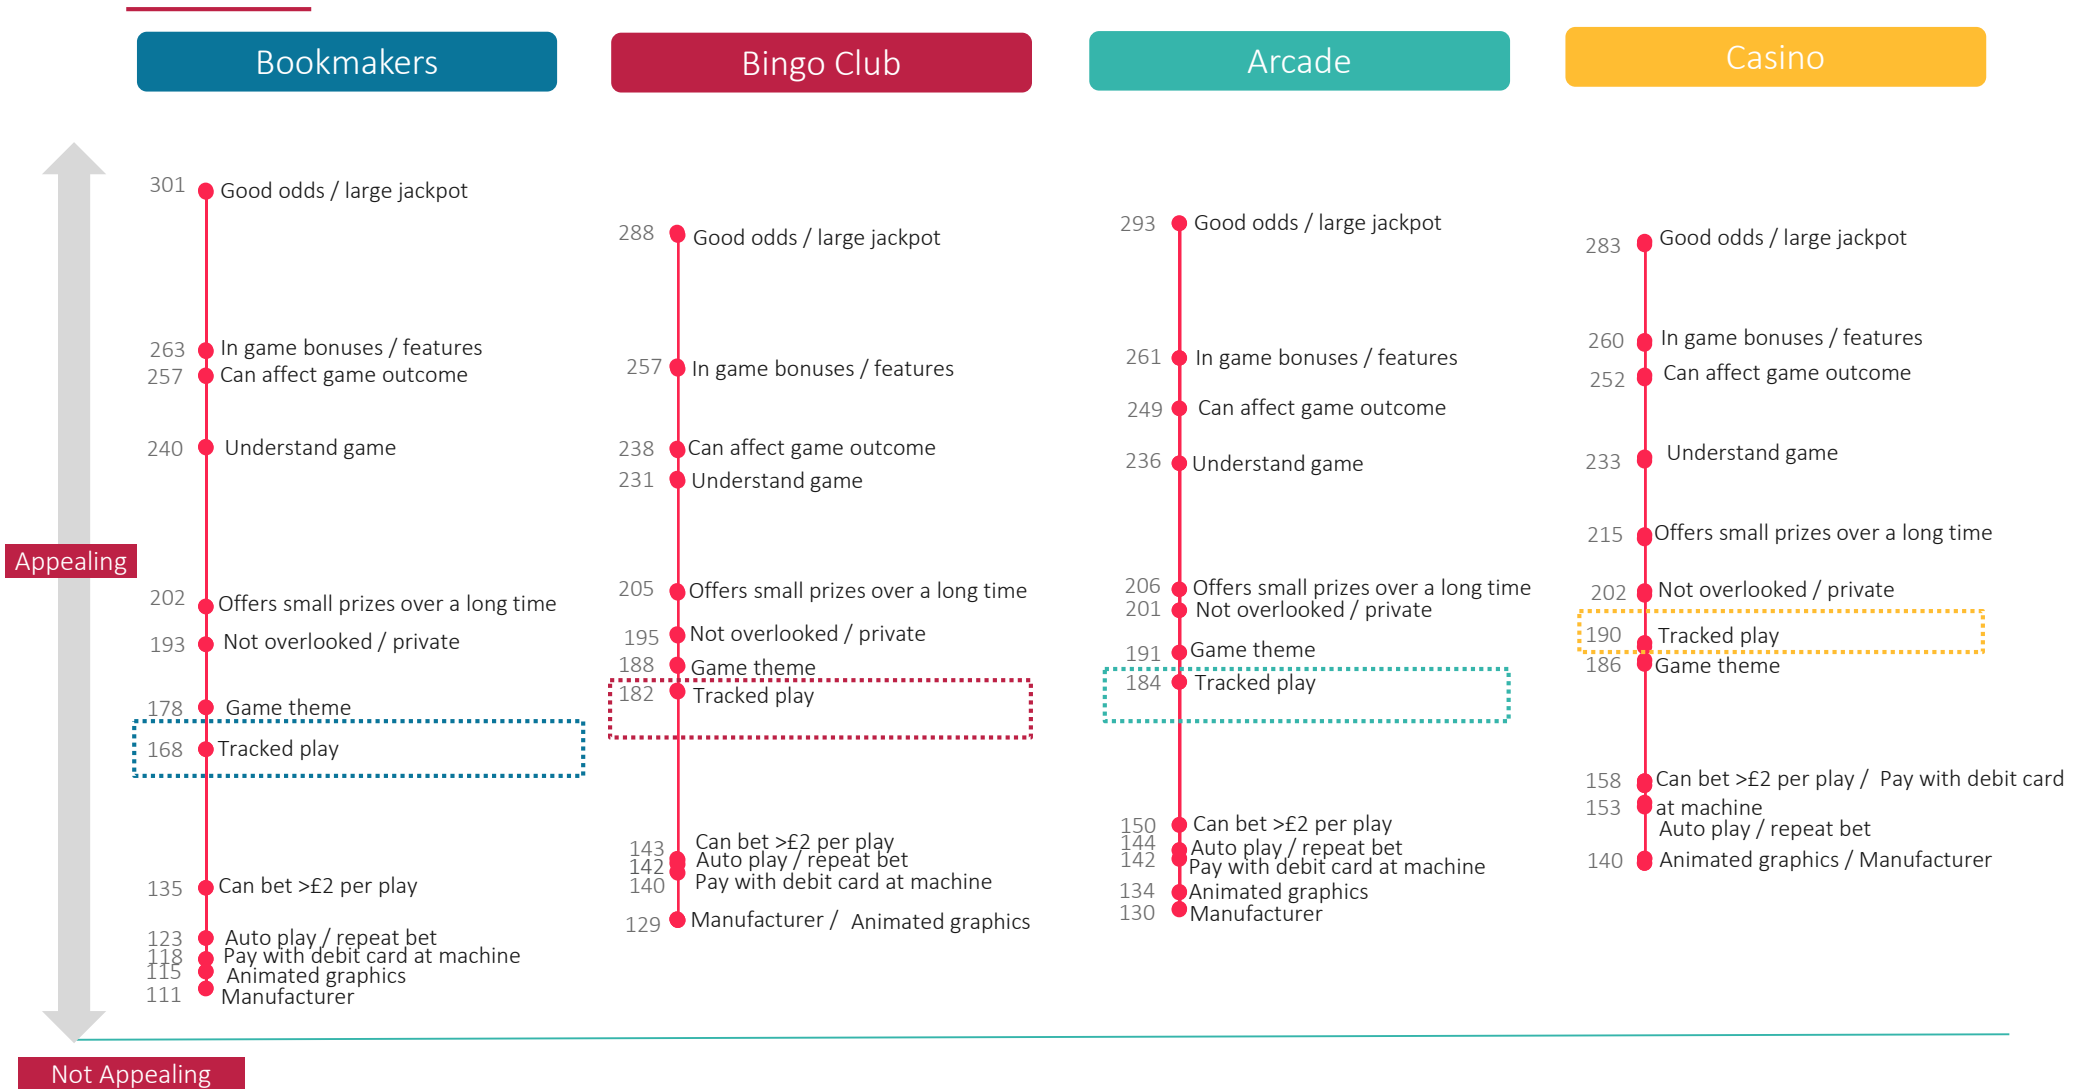 Bookmakers
Bingo Club
Arcade
Casino
Appealing
Not Appealing
301 Good odds / large jackpot
263 In game bonuses / features
257 Can affect game outcome
240 Understand game
202 Offers small prizes over a long time
193 Not overlooked / private
178 Game theme
168 Tracked play
135 Can bet >£2 per play
123 Auto play / repeat bet
118 Pay with debit card at machine
115 Animated graphics
111 Manufacturer
288 Good odds / large jackpot
257 In game bonuses / features
238 Can affect game outcome
231 Understand game
205 Offers small prizes over a long time
195 Not overlooked / private
188 Game theme
182 Tracked play
143 Can bet >£2 per play
142 Auto play / repeat bet
140 Pay with debit card at machine
129 Manufacturer / Animated graphics
293 Good odds / large jackpot
261 In game bonuses / features
249 Can affect game outcome
236 Understand game
206 Offers small prizes over a long time
201 Not overlooked / private
191 Game theme
184 Tracked play
150 Can bet >£2 per play
144 Auto play / repeat bet
142 Pay with debit card at machine
134 Animated graphics
130 Manufacturer
283 Good odds / large jackpot
260 In game bonuses / features
252 Can affect game outcome
233 Understand game
215 Offers small prizes over a long time
202 Not overlooked / private
190 Tracked play
186 Game theme
158 Can bet >£2 per play / Pay with debit card
153 at machine
Auto play / repeat bet
140 Animated graphics / Manufacturer